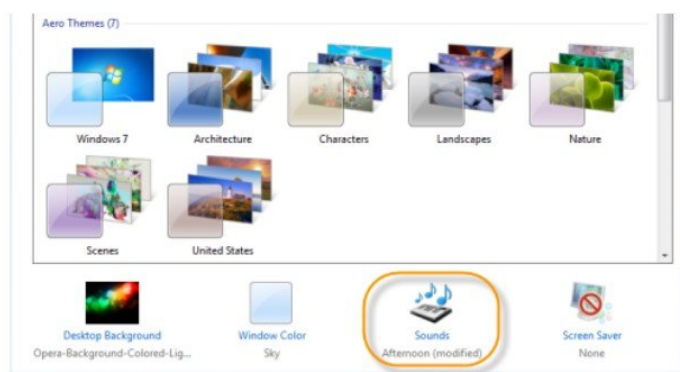 Aero Themes (7)
Windows 7 Architecture Characters Landscapes Nature
Scenes United States
Desktop Background Window Color Sounds Screen Saver
Opera-Background-Colored-Lig... Sky Afternoon (modified) None